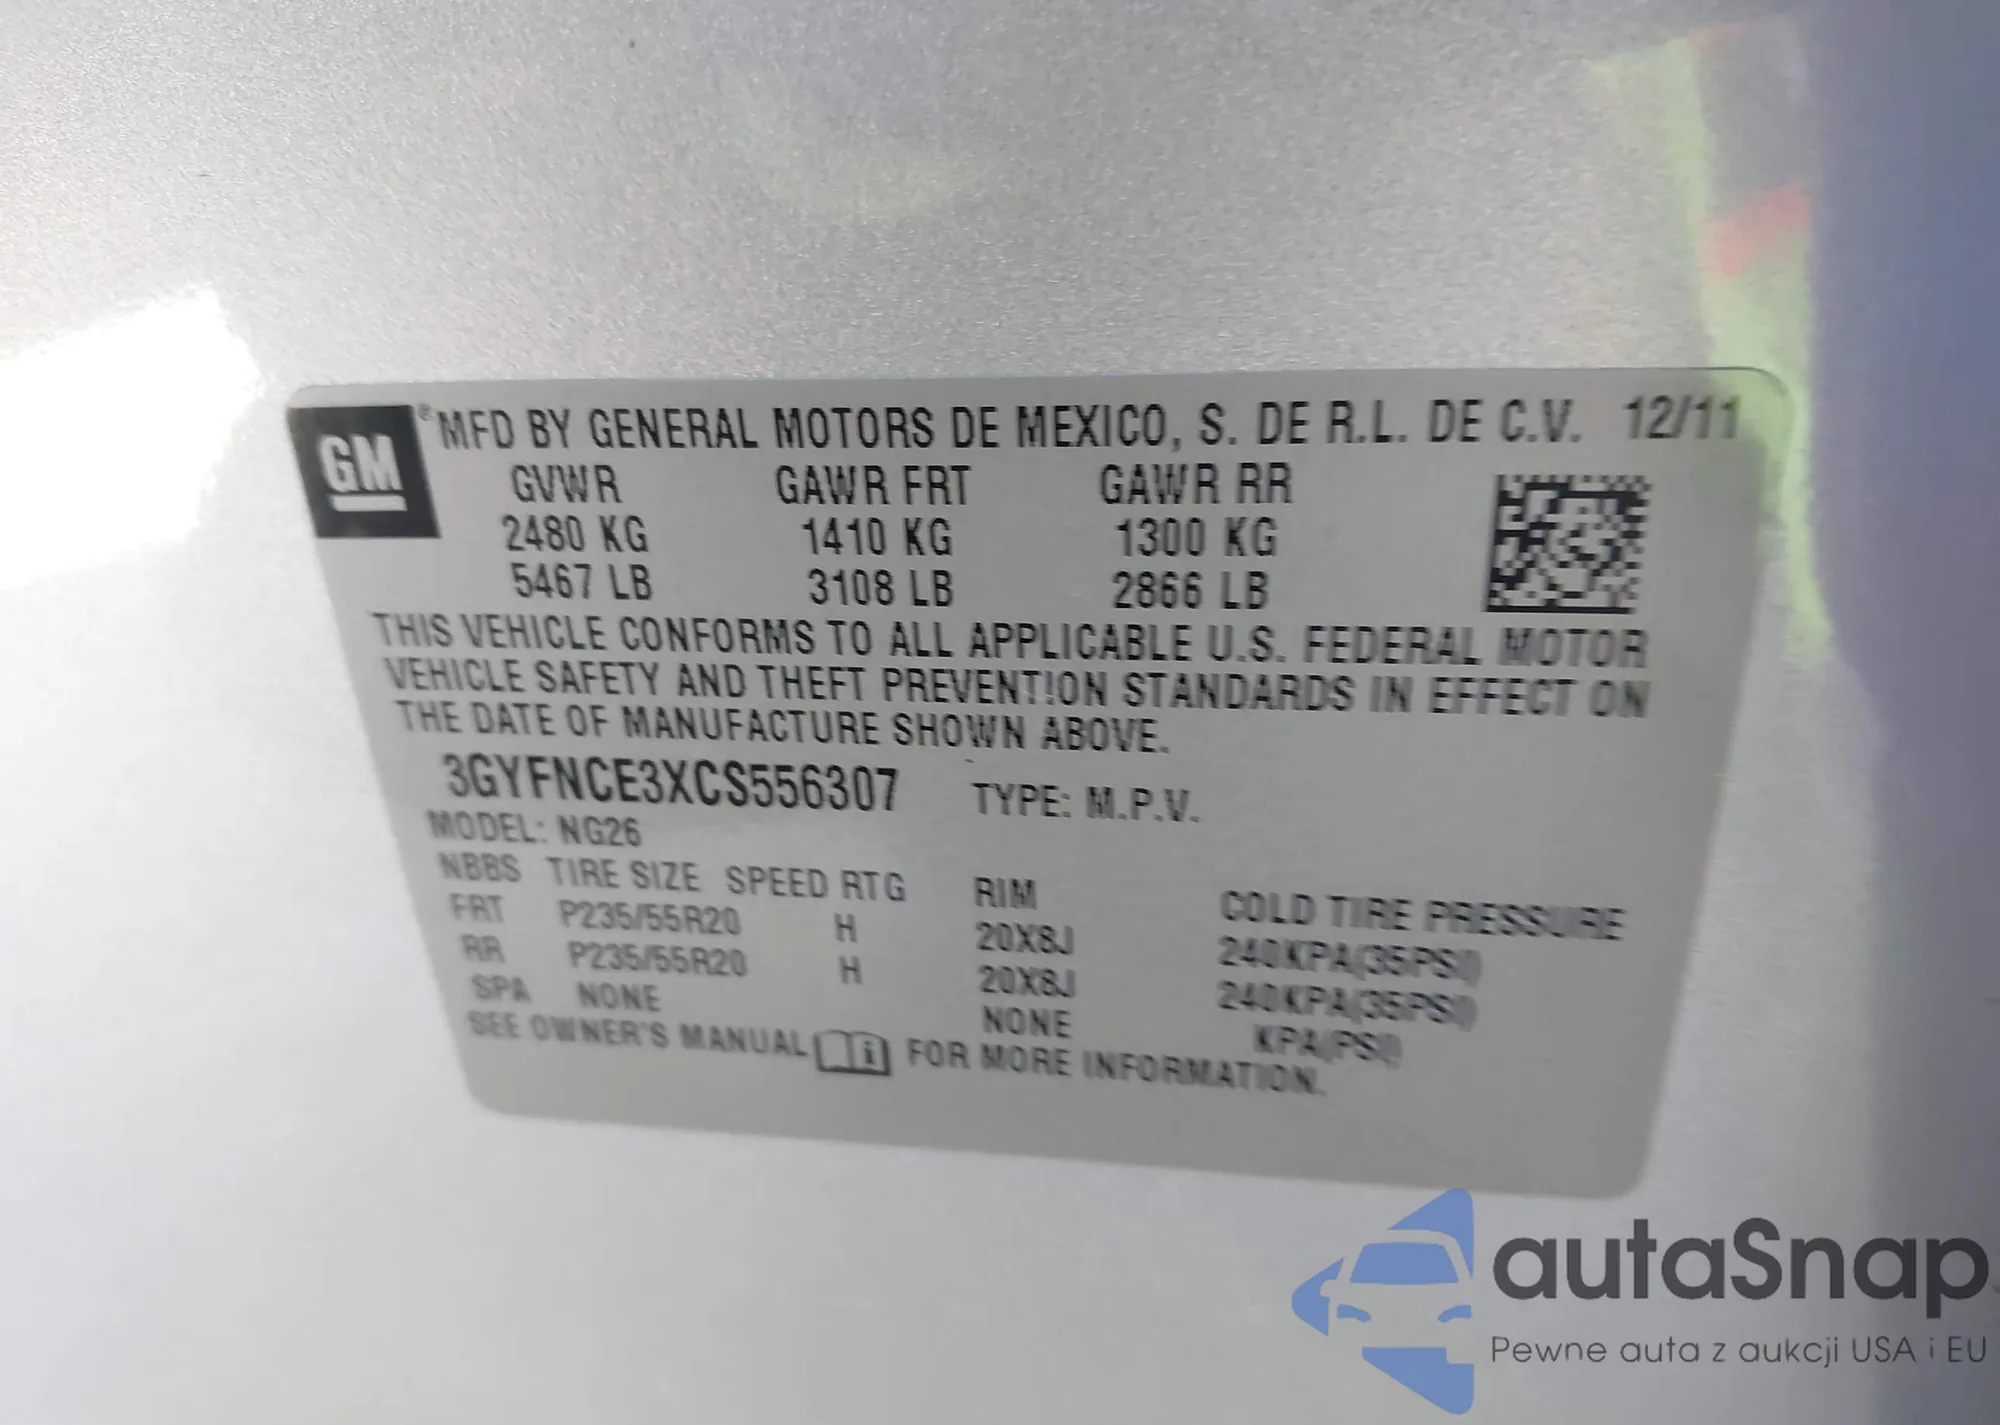 GM ® MFD BY GENERAL MOTORS DE MEXICO, S. DE R.L. DE C.V. 12/11
GVWR GAWR FRT GAWR RR
2480 KG 1410 KG 1300 KG
5467 LB 3108 LB 2866 LB
THIS VEHICLE CONFORMS TO ALL APPLICABLE U.S. FEDERAL MOTOR
VEHICLE SAFETY AND THEFT PREVENTION STANDARDS IN EFFECT ON
THE DATE OF MANUFACTURE SHOWN ABOVE.
3GYFNCE3XCS556307 TYPE: M.P.V.
MODEL: NG26
NBBS TIRE SIZE SPEED RTG RIM COLD TIRE PRESSURE
FRT P235/55R20 H 20X8J 240KPA(35PSI)
RR P235/55R20 H 20X8J 240KPA(35PSI)
SPA NONE NONE KPA(PSI)
SEE OWNER'S MANUAL i FOR MORE INFORMATION.
autaSnap
Pewne auta z aukcji USA i EU